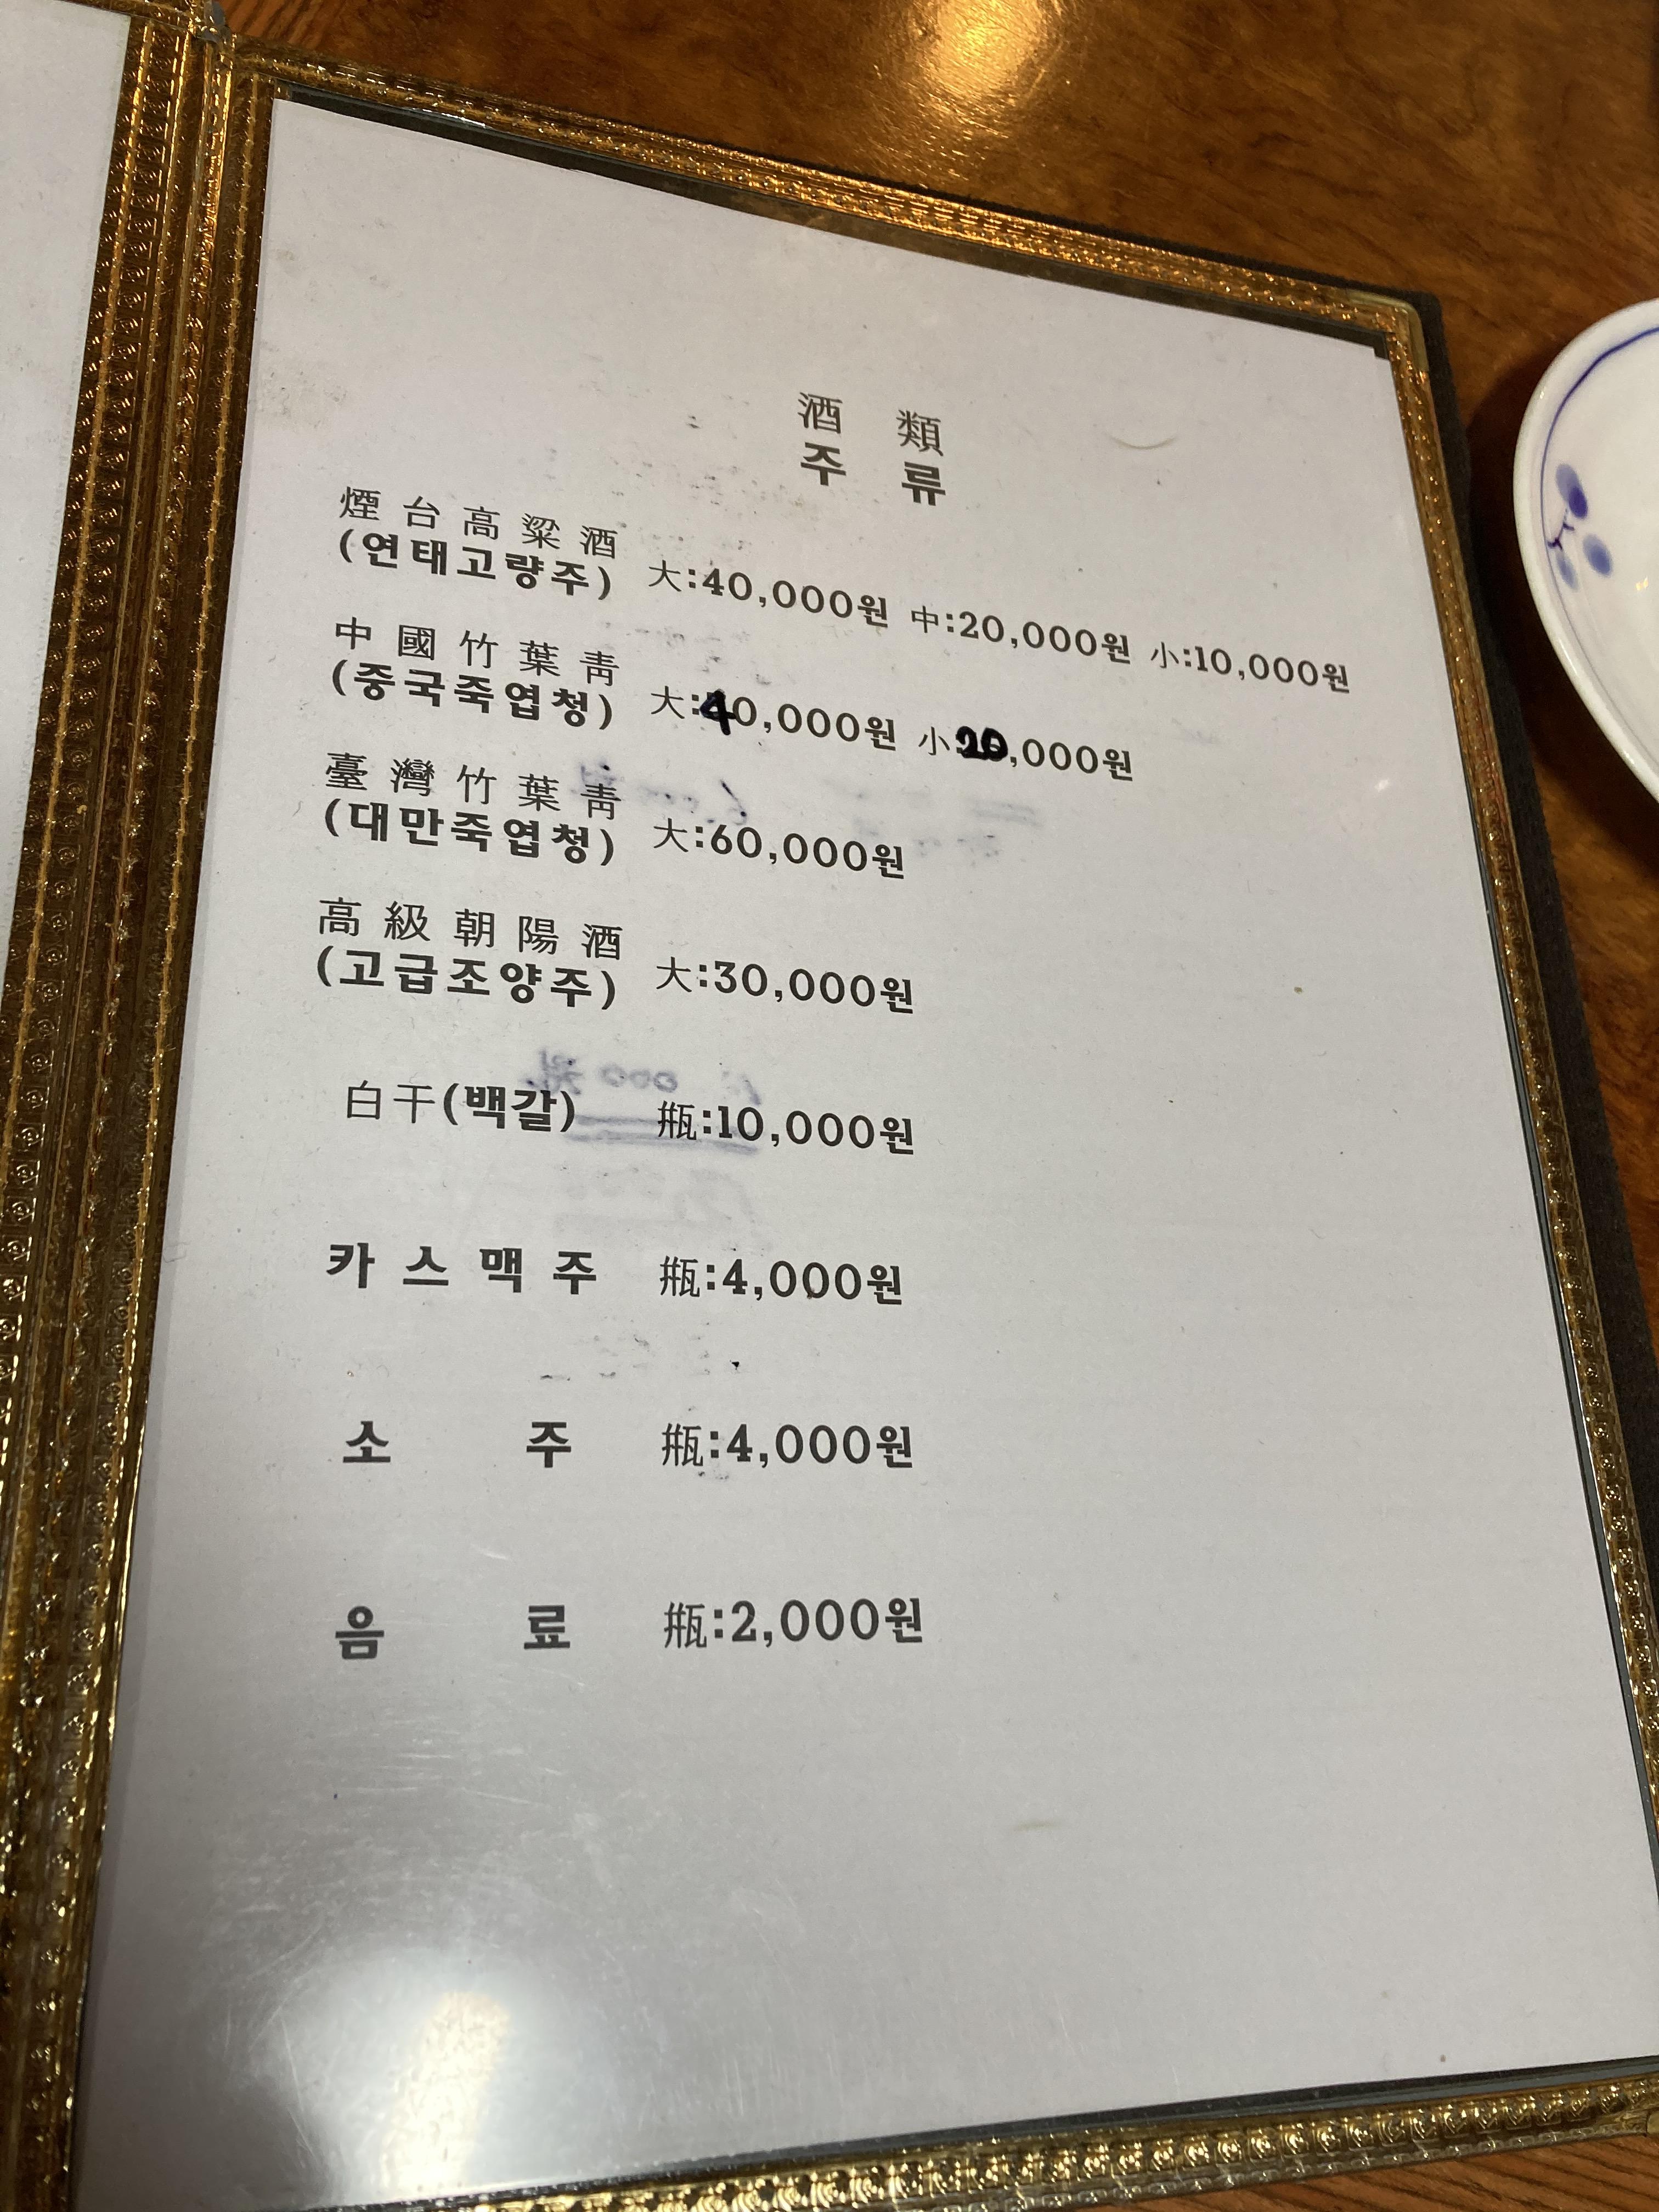 酒類
주류
煙台高粱酒
(연태고량주) 大:40,000원 中:20,000원 小:10,000원
中國竹葉靑
(중국죽엽청) 大:40,000원 小:20,000원
臺灣竹葉靑
(대만죽엽청) 大:60,000원
高級朝陽酒
(고급조양주) 大:30,000원
白干(백갈) 甁:10,000원
카스맥주 甁:4,000원
소주 甁:4,000원
음료 甁:2,000원